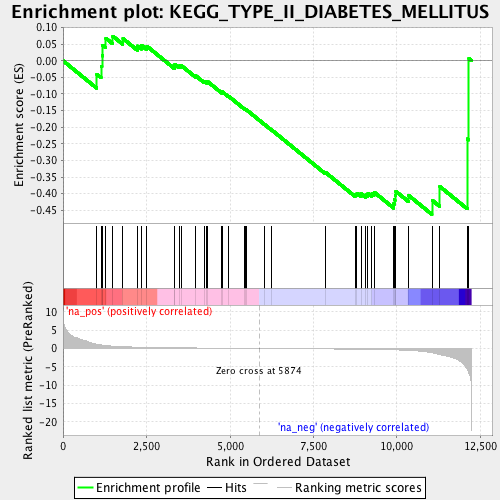 Enrichment plot: KEGG_TYPE_II_DIABETES_MELLITUS
Enrichment score (ES)
0.10
0.05
0.00
-0.05
-0.10
-0.15
-0.20
-0.25
-0.30
-0.35
-0.40
-0.45
'na_pos' (positively correlated)
Ranked list metric (PreRanked)
10
5
0
-5
-10
-15
-20
Zero cross at 5874
'na_neg' (negatively correlated)
0
2,500
5,000
7,500
10,000
12,500
Rank in Ordered Dataset
Enrichment profile
Hits
Ranking metric scores